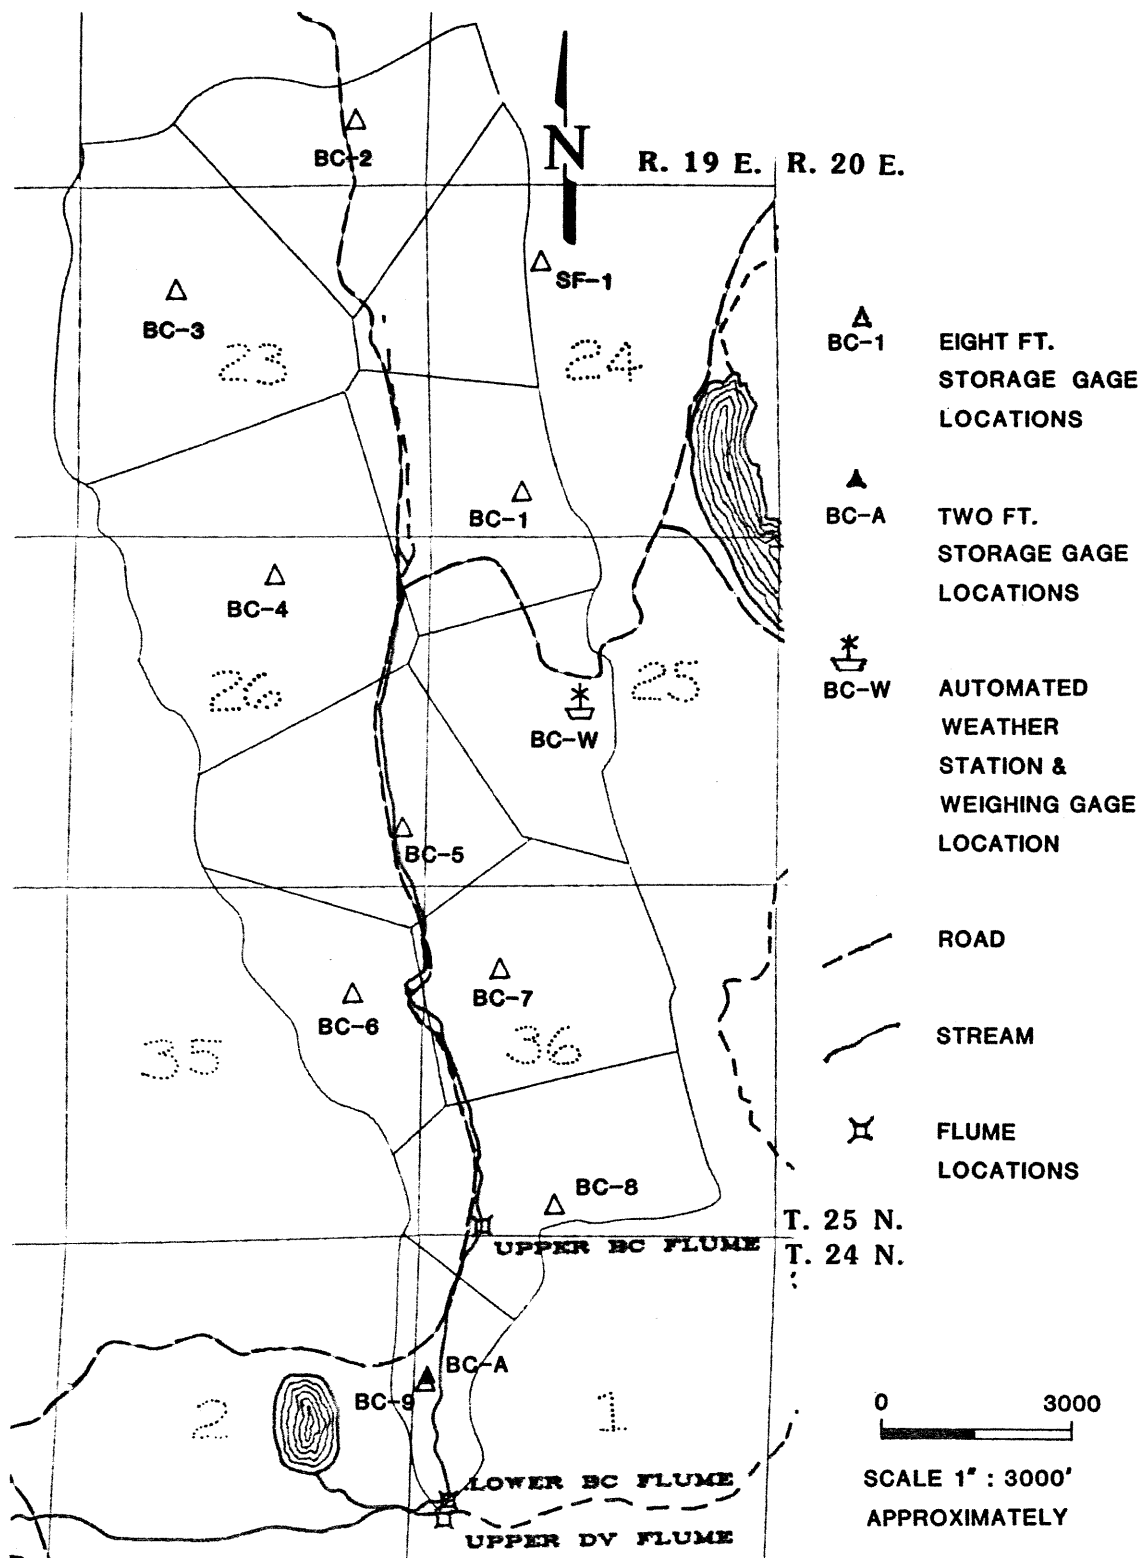 BC-2
N
R. 19 E. R. 20 E.
SF-1
BC-3
23
24
BC-1
BC-4
26
25
BC-W
BC-5
BC-7
BC-6
35
36
BC-8
UPPER BC FLUME
T. 25 N.
T. 24 N.
BC-A
BC-9
2
1
LOWER BC FLUME
UPPER DV FLUME
BC-1 EIGHT FT.
STORAGE GAGE
LOCATIONS
BC-A TWO FT.
STORAGE GAGE
LOCATIONS
BC-W AUTOMATED
WEATHER
STATION &
WEIGHING GAGE
LOCATION
ROAD
STREAM
FLUME
LOCATIONS
0 3000
SCALE 1" : 3000'
APPROXIMATELY